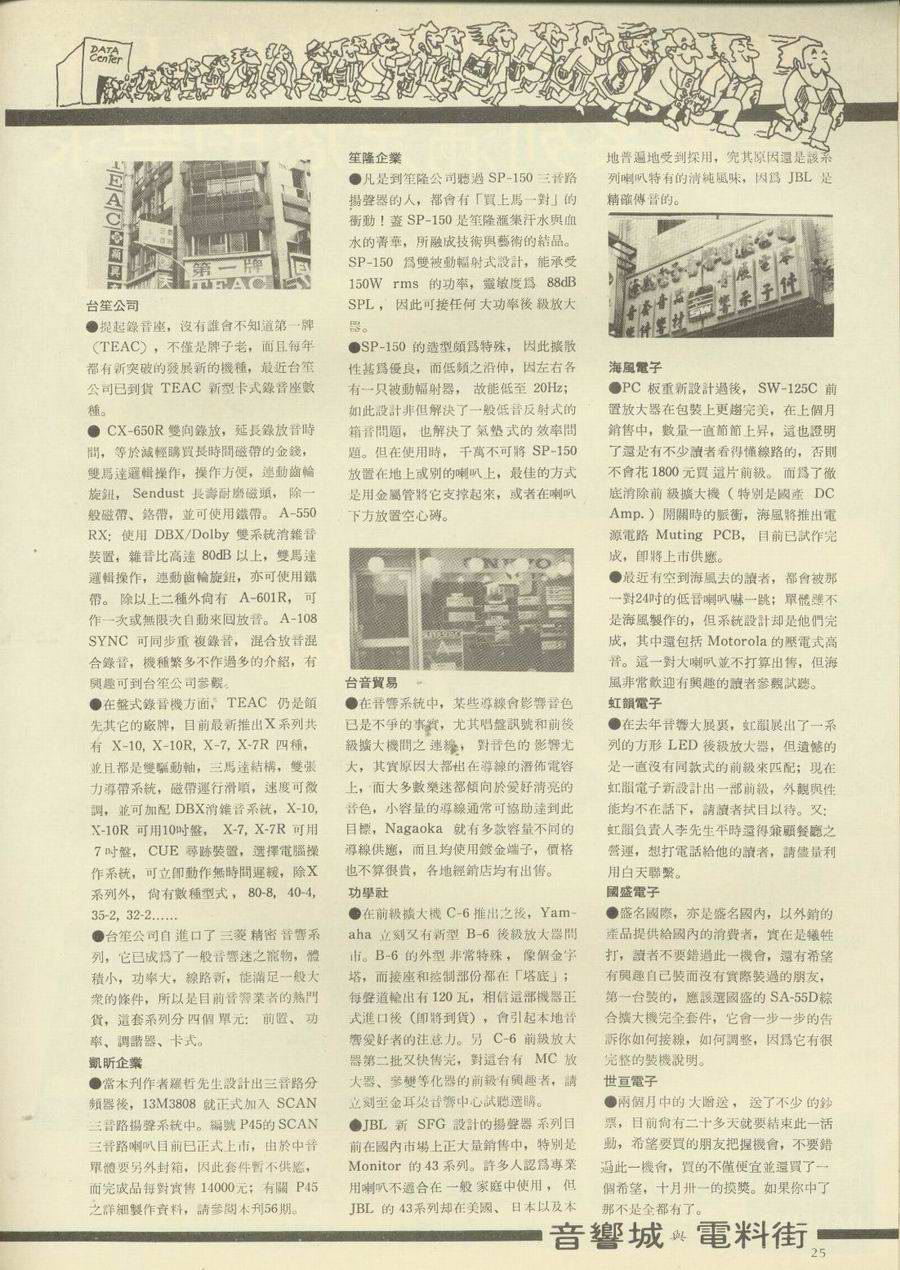 DATA
Center
TEAC
第一牌
TEAC
台笙公司
●提起錄音座，沒有誰會不知道第一牌
（TEAC），不僅是牌子老，而且每年
都有新突破的發展新的機種，最近台笙
公司已到貨 TEAC 新型卡式錄音座數
種。
● CX-650R 雙向錄放，延長錄放音時
間，等於減輕購買長時間磁帶的金錢，
雙馬達邏輯操作，操作方便，連動齒輪
旋鈕， Sendust 長壽耐磨磁頭， 除一
般磁帶、鉻帶，並可使用鐵帶。 A-550
RX; 使用 DBX/Dolby 雙系統消雜音
裝置，雜音比高達 80dB 以上，雙馬達
邏輯操作，連動齒輪旋鈕，亦可使用鐵
帶。 除以上二種外尙有 A-601R， 可
作一次或無限次自動來囘放音。A-108
SYNC 可同步重複錄音， 混合放音混
合錄音，機種繁多不作過多的介紹，有
興趣可到台笙公司參觀。
●在盤式錄音機方面，TEAC 仍是領
先其它的廠牌，目前最新推出X系列共
有 X-10, X-10R, X-7, X-7R 四種，
並且都是雙驅動軸，三馬達結構，雙張
力導帶系統，磁帶運行滑順，速度可微
調，並可加配 DBX消雜音系統，X-10,
X-10R 可用10吋盤， X-7, X-7R 可用
7吋盤， CUE 尋跡裝置，選擇電腦操
作系統，可立卽動作無時間遲緩，除X
系列外， 尙有數種型式， 80-8, 40-4,
35-2, 32-2……
●台笙公司自進口了三菱精密音響系
列，它已成爲了一般音響迷之寵物，體
積小，功率大，線路新，能滿足一般大
衆的條件，所以是目前音響業者的熱門
貨，這套系列分四個單元： 前置、功
率、調諧器、卡式。
凱昕企業
●當本刋作者羅哲先生設計出三音路分
頻器後，13M3808 就正式加入 SCAN
三音路揚聲系統中。編號 P45的SCAN
三音路喇叭目前已正式上市，由於中音
單體要另外封箱，因此套件暫不供應，
而完成品每對實售 14000元；有關 P45
之詳細製作資料，請參閱本刋56期。
笙隆企業
●凡是到笙隆公司聽過 SP-150 三音路
揚聲器的人，都會有「買上馬一對」的
衝動！蓋 SP-150 是笙隆滙集汗水與血
水的菁華，所融成技術與藝術的結晶。
SP-150 爲雙被動輻射式設計，能承受
150W rms 的功率，靈敏度爲 88dB
SPL， 因此可接任何大功率後級放大
器。
●SP-150 的造型頗爲特殊， 因此擴散
性甚爲優良，而低頻之沿伸，因左右各
有一只被動輻射器， 故能低至 20Hz；
如此設計非但解決了一般低音反射式的
箱音問題， 也解決了氣墊式的效率問
題。但在使用時， 千萬不可將 SP-150
放置在地上或別的喇叭上，最佳的方式
是用金屬管將它支撐起來，或者在喇叭
下方放置空心磚。
ONKYO
台音貿易
●在音響系統中，某些導線會影響音色
已是不爭的事實，尤其唱盤訊號和前後
級擴大機間之連線， 對音色的影響尤
大，其實原因大都出在導線的潛佈電容
上，而大多數樂迷都傾向於愛好清亮的
音色，小容量的導線通常可協助達到此
目標，Nagaoka 就有多款容量不同的
導線供應，而且均使用鍍金端子，價格
也不算很貴，各地經銷店均有出售。
功學社
●在前級擴大機 C-6 推出之後，Yam-
aha 立刻又有新型 B-6 後級放大器問
市。B-6 的外型非常特殊， 像個金字
塔，而接座和控制部份都在「塔底」；
每聲道輸出有120 瓦，相信這部機器正
式進口後（卽將到貨），會引起本地音
響愛好者的注意力。另 C-6 前級放大
器第二批又快售完，對這台有 MC 放
大器、參變等化器的前級有興趣者，請
立刻至金耳朶音響中心試聽選購。
●JBL 新 SFG 設計的揚聲器系列目
前在國內市場上正大量銷售中，特別是
Monitor 的 43 系列。許多人認爲專業
用喇叭不適合在一般家庭中使用，但
JBL 的 43系列却在美國、日本以及本
地普遍地受到採用，究其原因還是該系
列喇叭特有的清純風味，因爲 JBL 是
精確傳音的。
海風電子
●PC 板重新設計過後， SW-125C 前
置放大器在包裝上更趨完美，在上個月
銷售中，數量一直節節上昇，這也證明
了還是有不少讀者看得懂線路的，否則
不會花1800 元買這片前級。 而爲了徹
底消除前級擴大機（特別是國產 DC
Amp.）開關時的脈衝，海風將推出電
源電路 Muting PCB， 目前已試作完
成，卽將上市供應。
●最近有空到海風去的讀者，都會被那
一對24吋的低音喇叭嚇一跳；單體雖不
是海風製作的，但系統設計却是他們完
成，其中還包括 Motorola 的壓電式高
音。這一對大喇叭並不打算出售，但海
風非常歡迎有興趣的讀者參觀試聽。
虹韻電子
●在去年音響大展裏，虹韻展出了一系
列的方形 LED 後級放大器，但遺憾的
是一直沒有同款式的前級來匹配；現在
虹韻電子新設計出一部前級，外觀與性
能均不在話下，請讀者拭目以待。又:
虹韻負責人李先生平時還得兼顧餐廳之
營運，想打電話給他的讀者，請儘量利
用白天聯繫。
國盛電子
●盛名國際，亦是盛名國內，以外銷的
產品提供給國內的消費者，實在是犧牲
打，讀者不要錯過此一機會，還有希望
有興趣自己裝而沒有實際裝過的朋友，
第一台裝的，應該選國盛的 SA-55D綜
合擴大機完全套件，它會一步一步的告
訴你如何接線，如何調整，因爲它有很
完整的裝機說明。
世亘電子
●兩個月中的大贈送， 送了不少的鈔
票，目前尙有二十多天就要結束此一活
動，希望要買的朋友把握機會，不要錯
過此一機會，買的不僅便宜並還買了一
個希望，十月卅一的摸獎。如果你中了
那不是全都有了。
音響城與電料街
25